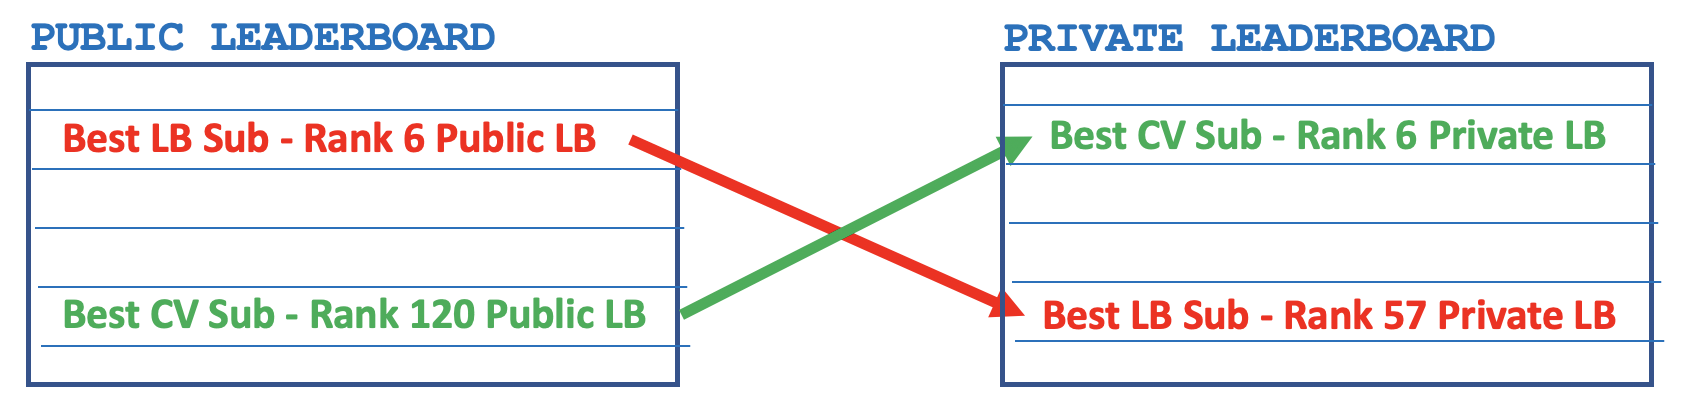 PUBLIC LEADERBOARD
Best LB Sub - Rank 6 Public LB
Best CV Sub - Rank 120 Public LB
PRIVATE LEADERBOARD
Best CV Sub - Rank 6 Private LB
Best LB Sub - Rank 57 Private LB